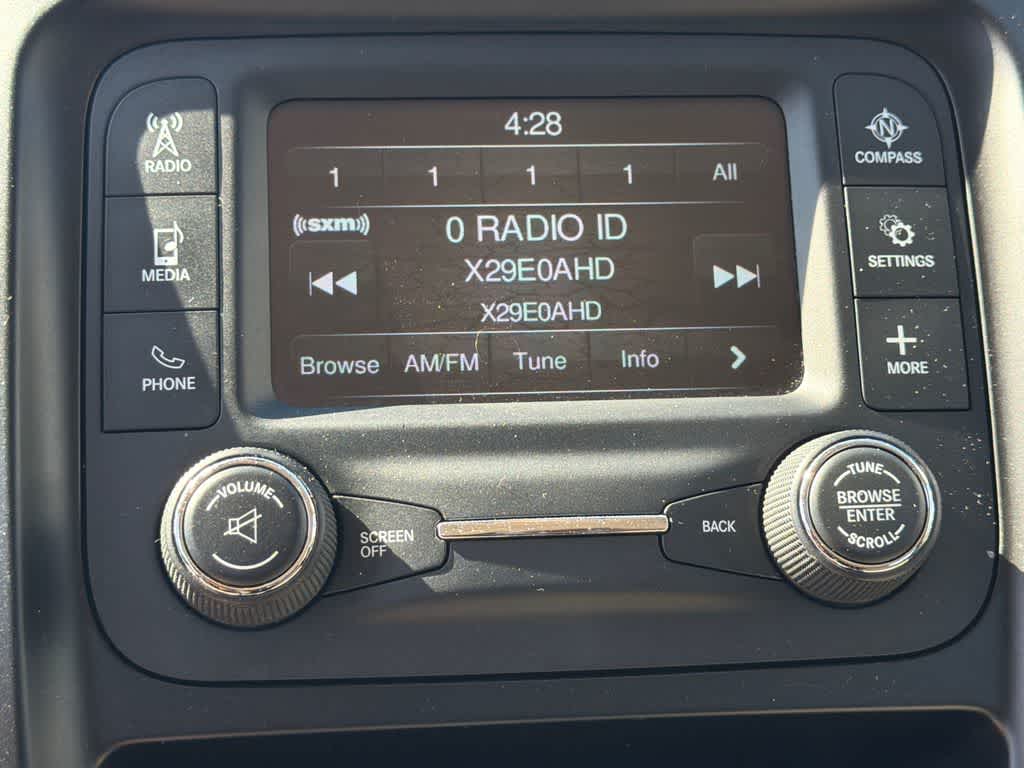 4:28
1 1 1 1 All
((sxm))
0 RADIO ID
X29E0AHD
X29E0AHD
Browse AM/FM Tune Info
RADIO
MEDIA
PHONE
N
COMPASS
SETTINGS
MORE
VOLUME
SCREEN
OFF
BACK
TUNE
BROWSE
ENTER
SCROLL